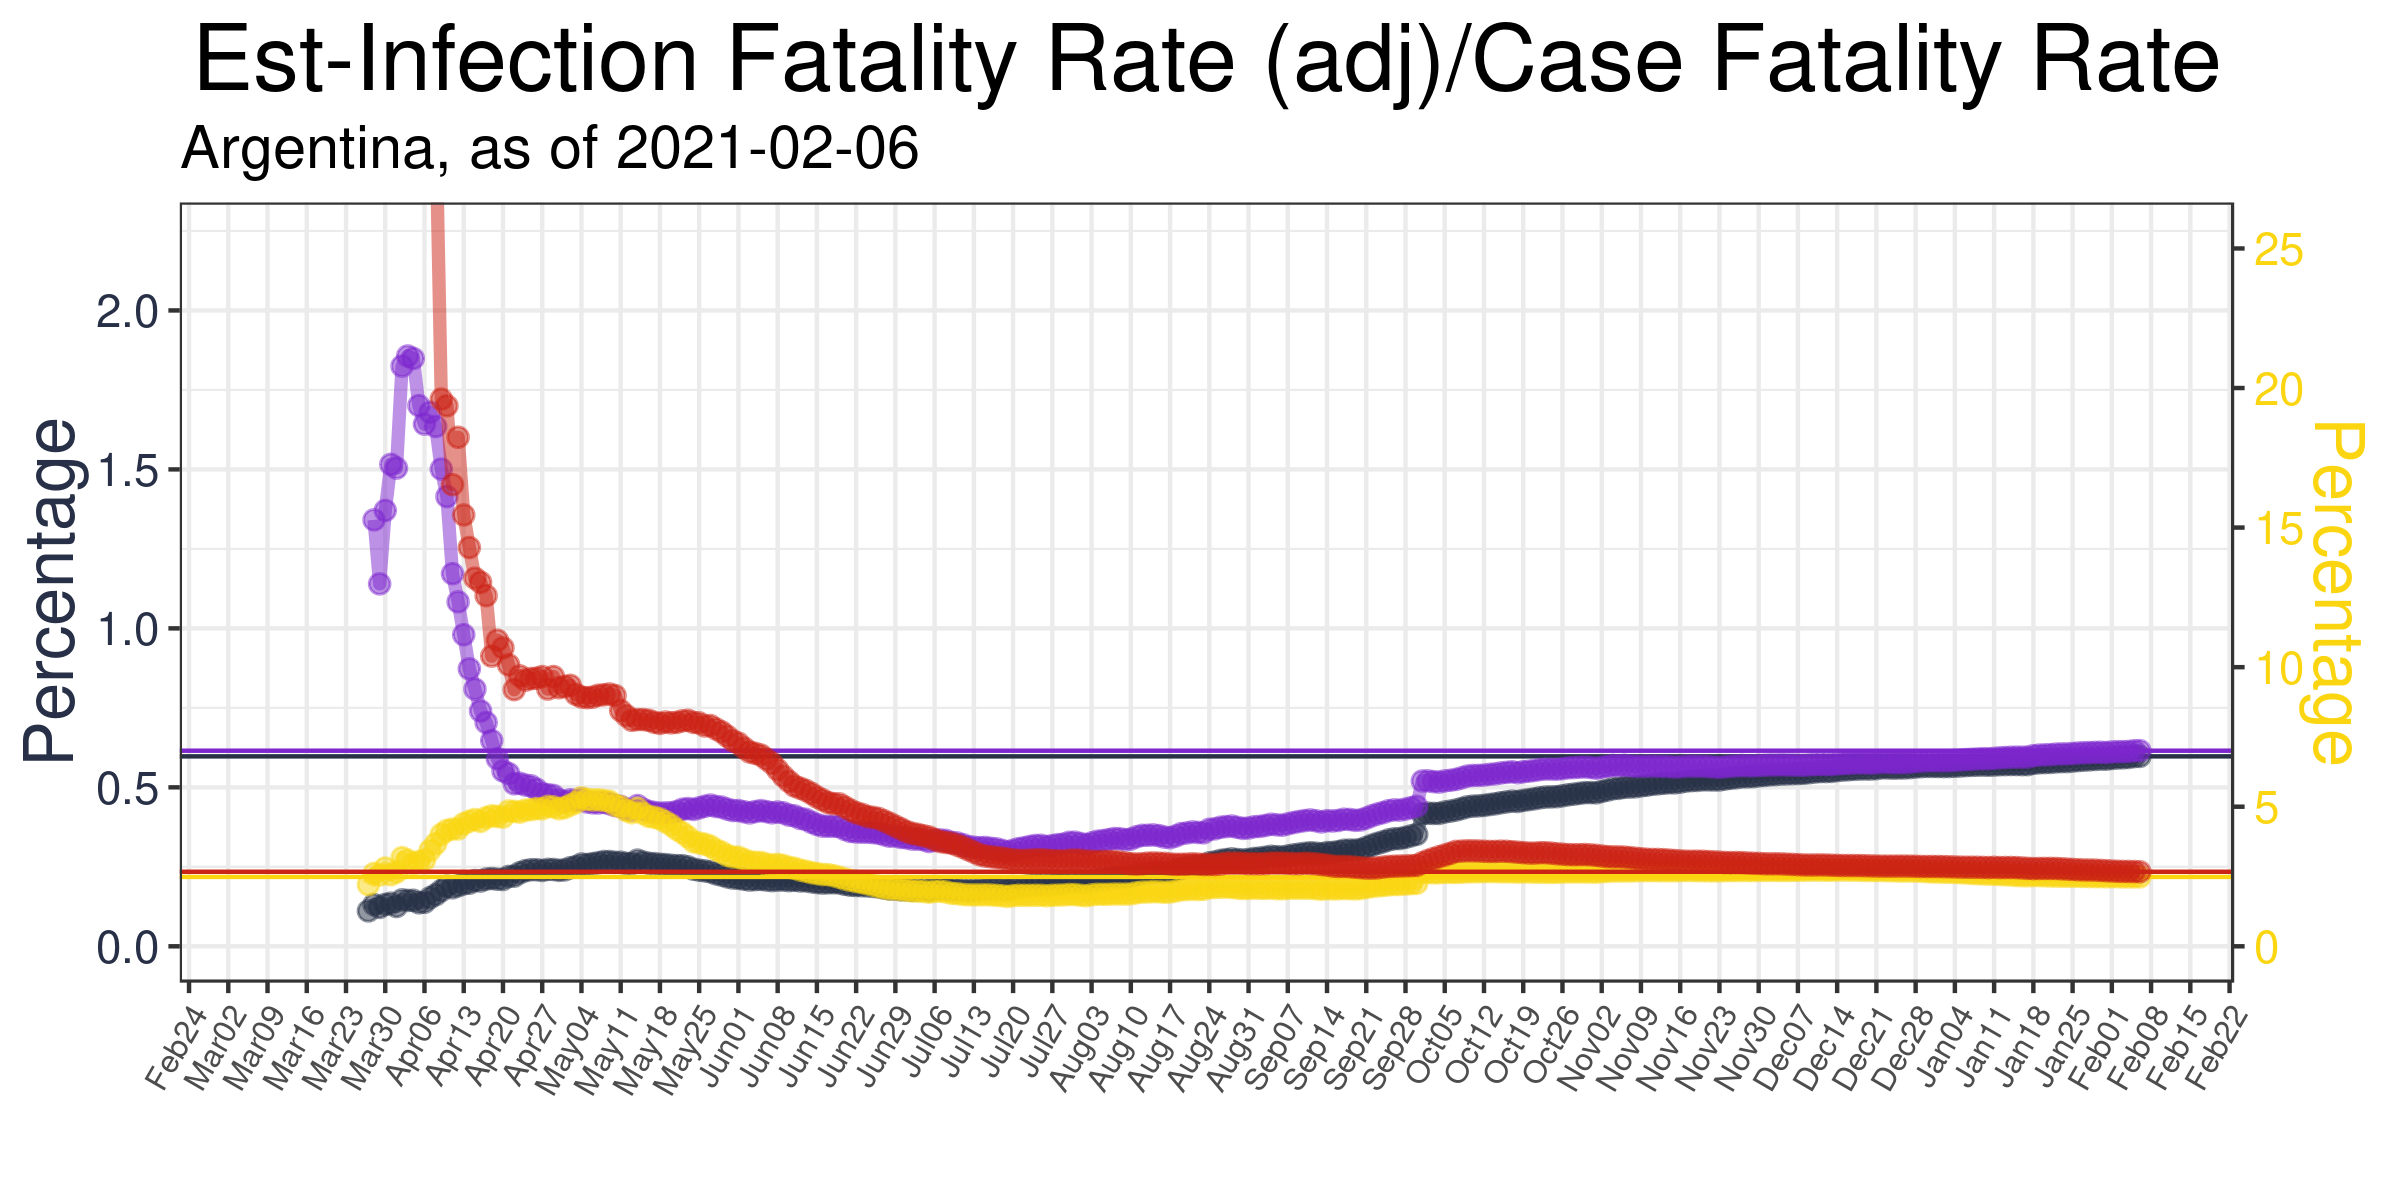 Est-Infection Fatality Rate (adj)/Case Fatality Rate
Argentina, as of 2021-02-06
Percentage
2.0
1.5
1.0
0.5
0.0
25
20
15
10
5
0
Percentage
Feb24
Mar02
Mar09
Mar16
Mar23
Mar30
Apr06
Apr13
Apr20
Apr27
May04
May11
May18
May25
Jun01
Jun08
Jun15
Jun22
Jun29
Jul06
Jul13
Jul20
Jul27
Aug03
Aug10
Aug17
Aug24
Aug31
Sep07
Sep14
Sep21
Sep28
Oct05
Oct12
Oct19
Oct26
Nov02
Nov09
Nov16
Nov23
Nov30
Dec07
Dec14
Dec21
Dec28
Jan04
Jan11
Jan18
Jan25
Feb01
Feb08
Feb15
Feb22